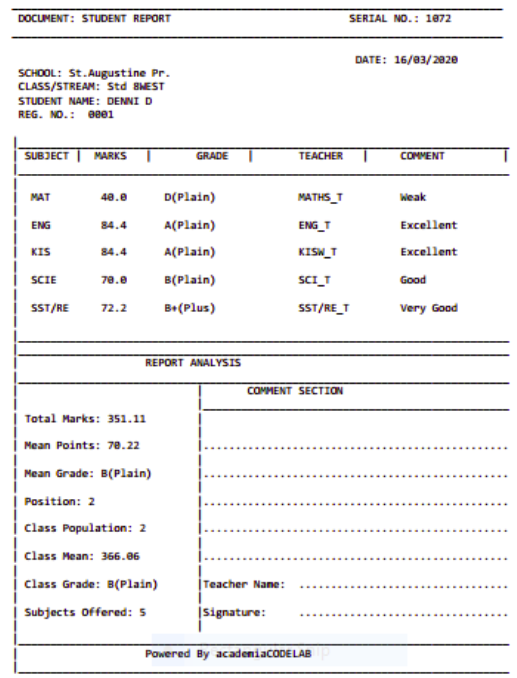 DOCUMENT: STUDENT REPORT SERIAL NO.: 1072
DATE: 16/03/2020
SCHOOL: St.Augustine Pr.
CLASS/STREAM: Std 8WEST
STUDENT NAME: DENNI D
REG. NO.: 0001
SUBJECT | MARKS | GRADE | TEACHER | COMMENT |
MAT 40.0 D(Plain) MATHS_T Weak
ENG 84.4 A(Plain) ENG_T Excellent
KIS 84.4 A(Plain) KISW_T Excellent
SCIE 70.0 B(Plain) SCI_T Good
SST/RE 72.2 B+(Plus) SST/RE_T Very Good
REPORT ANALYSIS
COMMENT SECTION
Total Marks: 351.11
Mean Points: 70.22
Mean Grade: B(Plain)
Position: 2
Class Population: 2
Class Mean: 366.06
Class Grade: B(Plain) Teacher Name:
Subjects Offered: 5 Signature:
Powered By academiaCODELAB